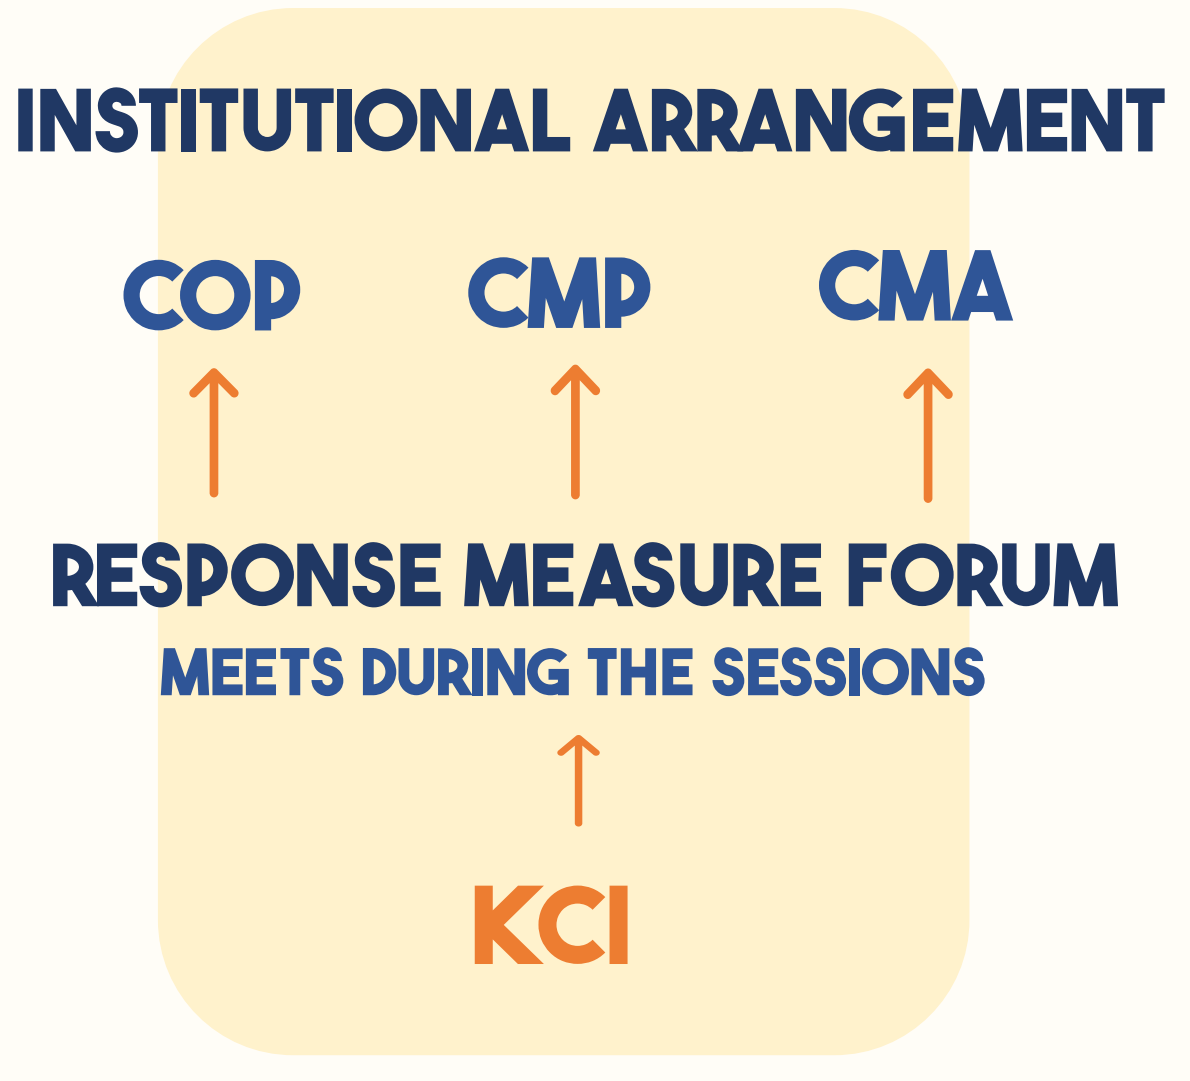 INSTITUTIONAL ARRANGEMENT
COP CMP CMA
RESPONSE MEASURE FORUM
MEETS DURING THE SESSIONS
KCI